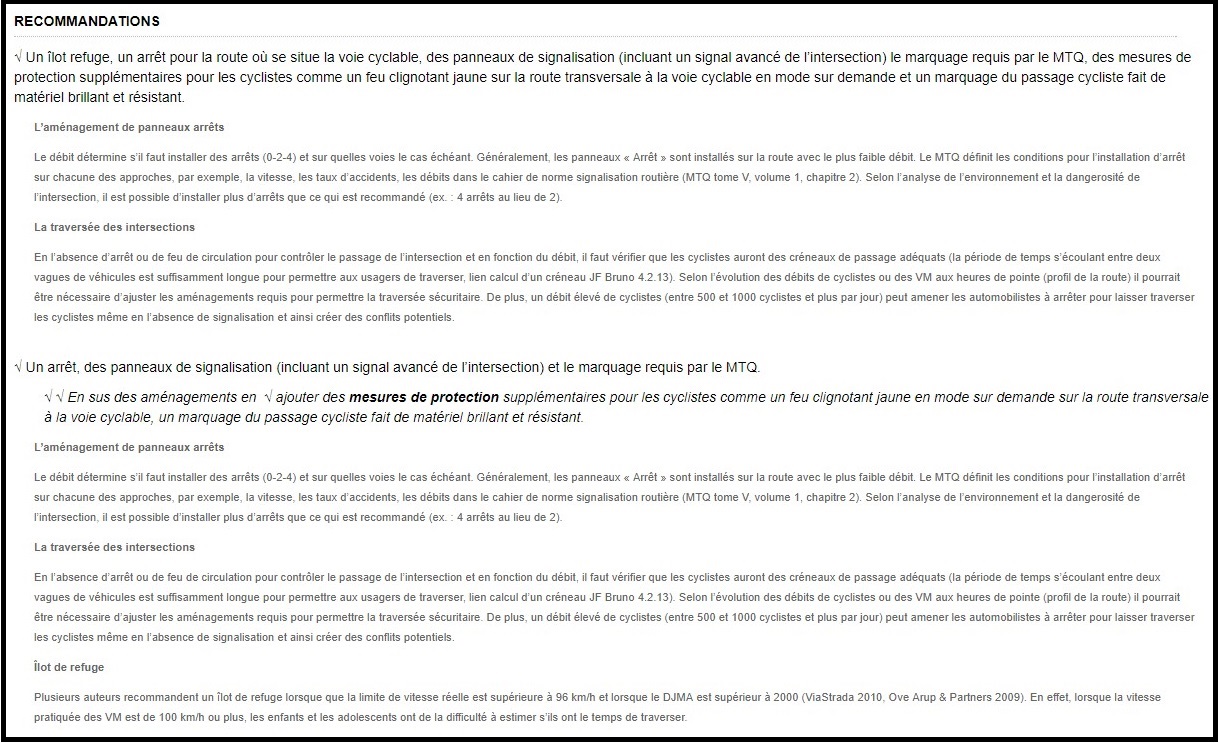 RECOMMANDATIONS
√ Un îlot refuge, un arrêt pour la route où se situe la voie cyclable, des panneaux de signalisation (incluant un signal avancé de l’intersection) le marquage requis par le MTQ, des mesures de
protection supplémentaires pour les cyclistes comme un feu clignotant jaune sur la route transversale à la voie cyclable en mode sur demande et un marquage du passage cycliste fait de
matériel brillant et résistant.
L’aménagement de panneaux arrêts
Le débit détermine s’il faut installer des arrêts (0-2-4) et sur quelles voies le cas échéant. Généralement, les panneaux « Arrêt » sont installés sur la route avec le plus faible débit. Le MTQ définit les conditions pour l’installation d’arrêt
sur chacune des approches, par exemple, la vitesse, les taux d’accidents, les débits dans le cahier de norme signalisation routière (MTQ tome V, volume 1, chapitre 2). Selon l’analyse de l’environnement et la dangerosité de
l’intersection, il est possible d’installer plus d’arrêts que ce qui est recommandé (ex. : 4 arrêts au lieu de 2).
La traversée des intersections
En l’absence d’arrêt ou de feu de circulation pour contrôler le passage de l’intersection et en fonction du débit, il faut vérifier que les cyclistes auront des créneaux de passage adéquats (la période de temps s’écoulant entre deux
vagues de véhicules est suffisamment longue pour permettre aux usagers de traverser, lien calcul d’un créneau JF Bruno 4.2.13). Selon l’évolution des débits de cyclistes ou des VM aux heures de pointe (profil de la route) il pourrait
être nécessaire d’ajuster les aménagements requis pour permettre la traversée sécuritaire. De plus, un débit élevé de cyclistes (entre 500 et 1000 cyclistes et plus par jour) peut amener les automobilistes à arrêter pour laisser traverser
les cyclistes même en l’absence de signalisation et ainsi créer des conflits potentiels.
√ Un arrêt, des panneaux de signalisation (incluant un signal avancé de l’intersection) et le marquage requis par le MTQ.
√ √ En sus des aménagements en √ ajouter des mesures de protection supplémentaires pour les cyclistes comme un feu clignotant jaune en mode sur demande sur la route transversale
à la voie cyclable, un marquage du passage cycliste fait de matériel brillant et résistant.
L’aménagement de panneaux arrêts
Le débit détermine s’il faut installer des arrêts (0-2-4) et sur quelles voies le cas échéant. Généralement, les panneaux « Arrêt » sont installés sur la route avec le plus faible débit. Le MTQ définit les conditions pour l’installation d’arrêt
sur chacune des approches, par exemple, la vitesse, les taux d’accidents, les débits dans le cahier de norme signalisation routière (MTQ tome V, volume 1, chapitre 2). Selon l’analyse de l’environnement et la dangerosité de
l’intersection, il est possible d’installer plus d’arrêts que ce qui est recommandé (ex. : 4 arrêts au lieu de 2).
La traversée des intersections
En l’absence d’arrêt ou de feu de circulation pour contrôler le passage de l’intersection et en fonction du débit, il faut vérifier que les cyclistes auront des créneaux de passage adéquats (la période de temps s’écoulant entre deux
vagues de véhicules est suffisamment longue pour permettre aux usagers de traverser, lien calcul d’un créneau JF Bruno 4.2.13). Selon l’évolution des débits de cyclistes ou des VM aux heures de pointe (profil de la route) il pourrait
être nécessaire d’ajuster les aménagements requis pour permettre la traversée sécuritaire. De plus, un débit élevé de cyclistes (entre 500 et 1000 cyclistes et plus par jour) peut amener les automobilistes à arrêter pour laisser traverser
les cyclistes même en l’absence de signalisation et ainsi créer des conflits potentiels.
Îlot de refuge
Plusieurs auteurs recommandent un îlot de refuge lorsque que la limite de vitesse réelle est supérieure à 96 km/h et lorsque le DJMA est supérieur à 2000 (ViaStrada 2010, Ove Arup & Partners 2009). En effet, lorsque la vitesse
pratiquée des VM est de 100 km/h ou plus, les enfants et les adolescents ont de la difficulté à estimer s’ils ont le temps de traverser.